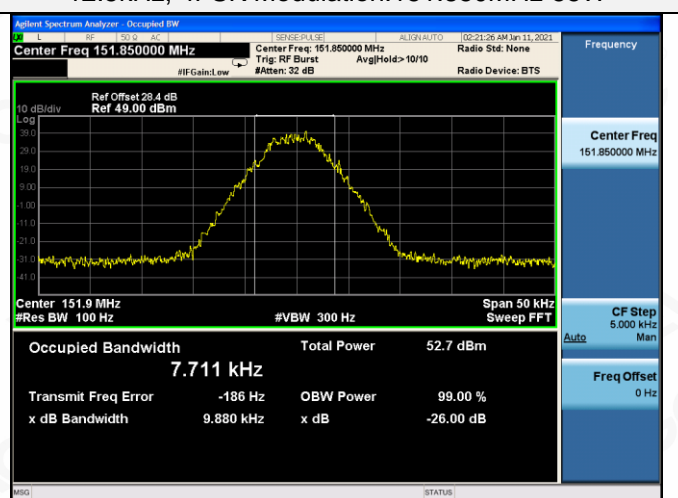 Agilent Spectrum Analyzer - Occupied BW
L RF 50 Ω AC SENSE:PULSE ALIGN AUTO 02:21:26 AM Jan 11, 2021
Center Freq 151.850000 MHz Center Freq: 151.850000 MHz Radio Std: None Frequency
Trig: RF Burst Avg|Hold:> 10/10
#IFGain:Low #Atten: 32 dB Radio Device: BTS
Ref Offset 28.4 dB
10 dB/div Ref 49.00 dBm
Log
39.0
29.0
19.0
9.00
-1.00
-11.0
-21.0
-31.0
-41.0
Center Freq
151.850000 MHz
Center 151.9 MHz Span 50 kHz
#Res BW 100 Hz #VBW 300 Hz Sweep FFT
CF Step
5.000 kHz
Auto Man
Occupied Bandwidth Total Power 52.7 dBm
7.711 kHz
Freq Offset
0 Hz
Transmit Freq Error -186 Hz OBW Power 99.00 %
x dB Bandwidth 9.880 kHz x dB -26.00 dB
MSG STATUS